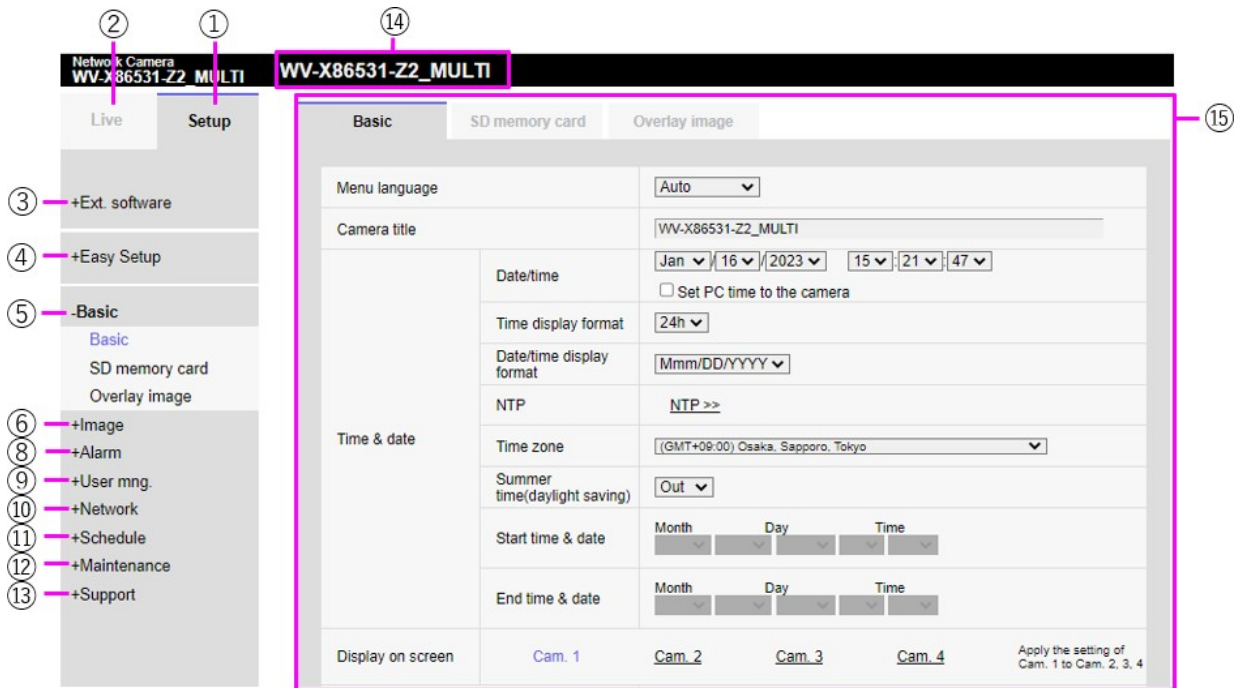 ② ① ⑭
Network Camera
WV-X86531-Z2_MULTI
WV-X86531-Z2_MULTI
Live Setup
Basic SD memory card Overlay image
⑮
③ +Ext. software
④ +Easy Setup
⑤ -Basic
Basic
SD memory card
Overlay image
⑥ +Image
⑧ +Alarm
⑨ +User mng.
⑩ +Network
⑪ +Schedule
⑫ +Maintenance
⑬ +Support
Menu language Auto
Camera title WV-X86531-Z2_MULTI
Time & date
Date/time Jan / 16 / 2023 15 : 21 : 47
Set PC time to the camera
Time display format 24h
Date/time display
format
Mmm/DD/YYYY
NTP NTP >>
Time zone (GMT+09:00) Osaka, Sapporo, Tokyo
Summer
time(daylight saving)
Out
Start time & date Month Day Time
End time & date Month Day Time
Display on screen Cam. 1 Cam. 2 Cam. 3 Cam. 4
Apply the setting of
Cam. 1 to Cam. 2, 3, 4